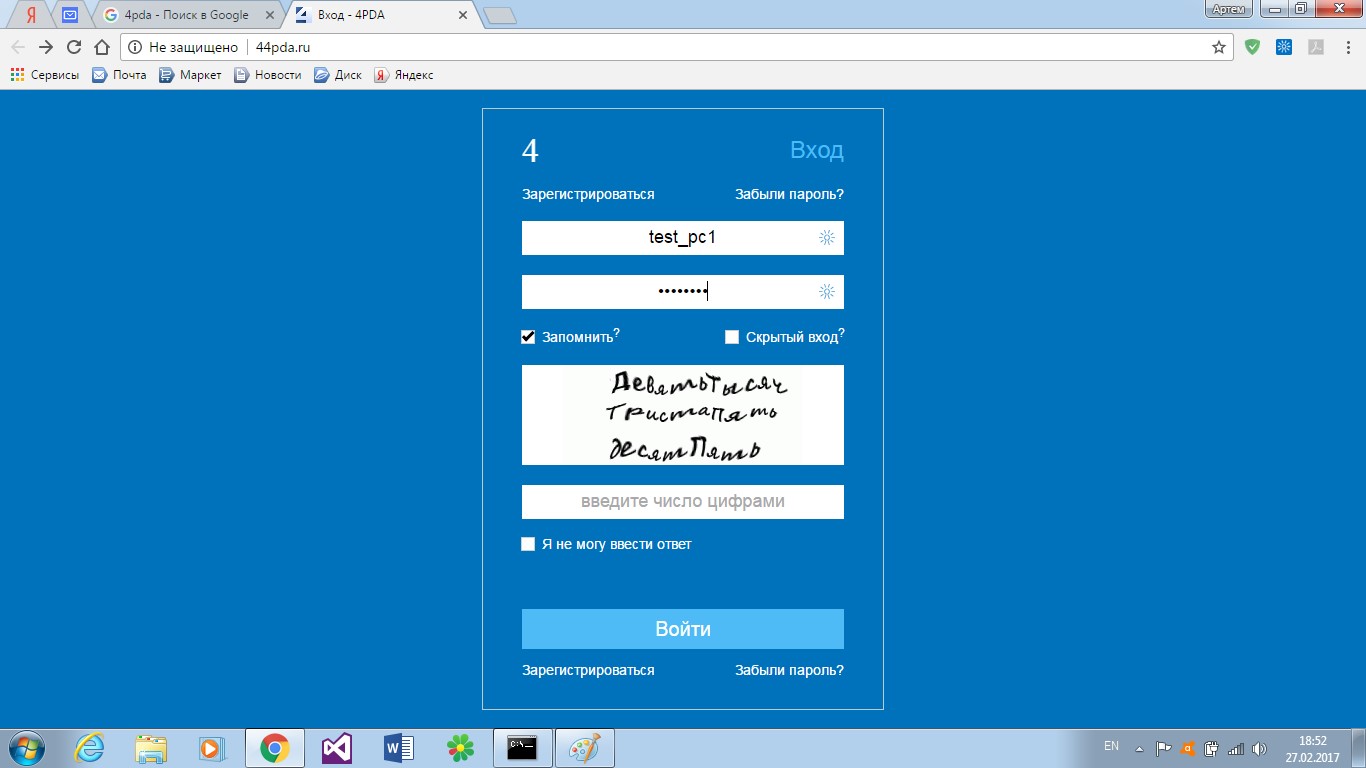 4pda - Поиск в Google
Вход - 4PDA
Артем
Не защищено
44pda.ru
Сервисы
Почта
Маркет
Новости
Диск
Я
Яндекс
4
Вход
Зарегистрироваться
Забыли пароль?
test_pc1
Запомнить?
Скрытый вход?
ДевятьТысяч
тристапять
десятПять
введите число цифрами
Я не могу ввести ответ
Войти
Зарегистрироваться
Забыли пароль?
EN
18:52
27.02.2017